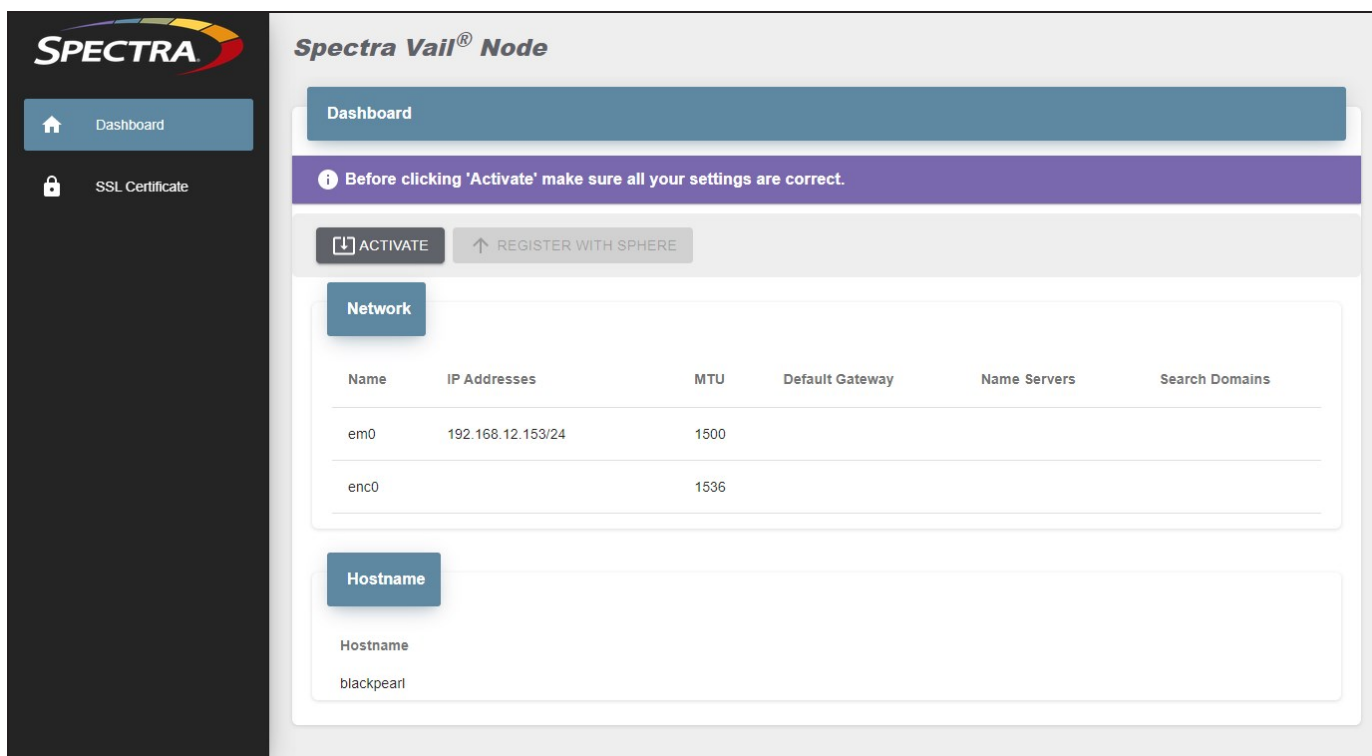 SPECTRA
Dashboard
SSL Certificate
Spectra Vail® Node
Dashboard
Before clicking 'Activate' make sure all your settings are correct.
ACTIVATE REGISTER WITH SPHERE
Network
Name IP Addresses MTU Default Gateway Name Servers Search Domains
em0 192.168.12.153/24 1500
enc0 1536
Hostname
Hostname
blackpearl